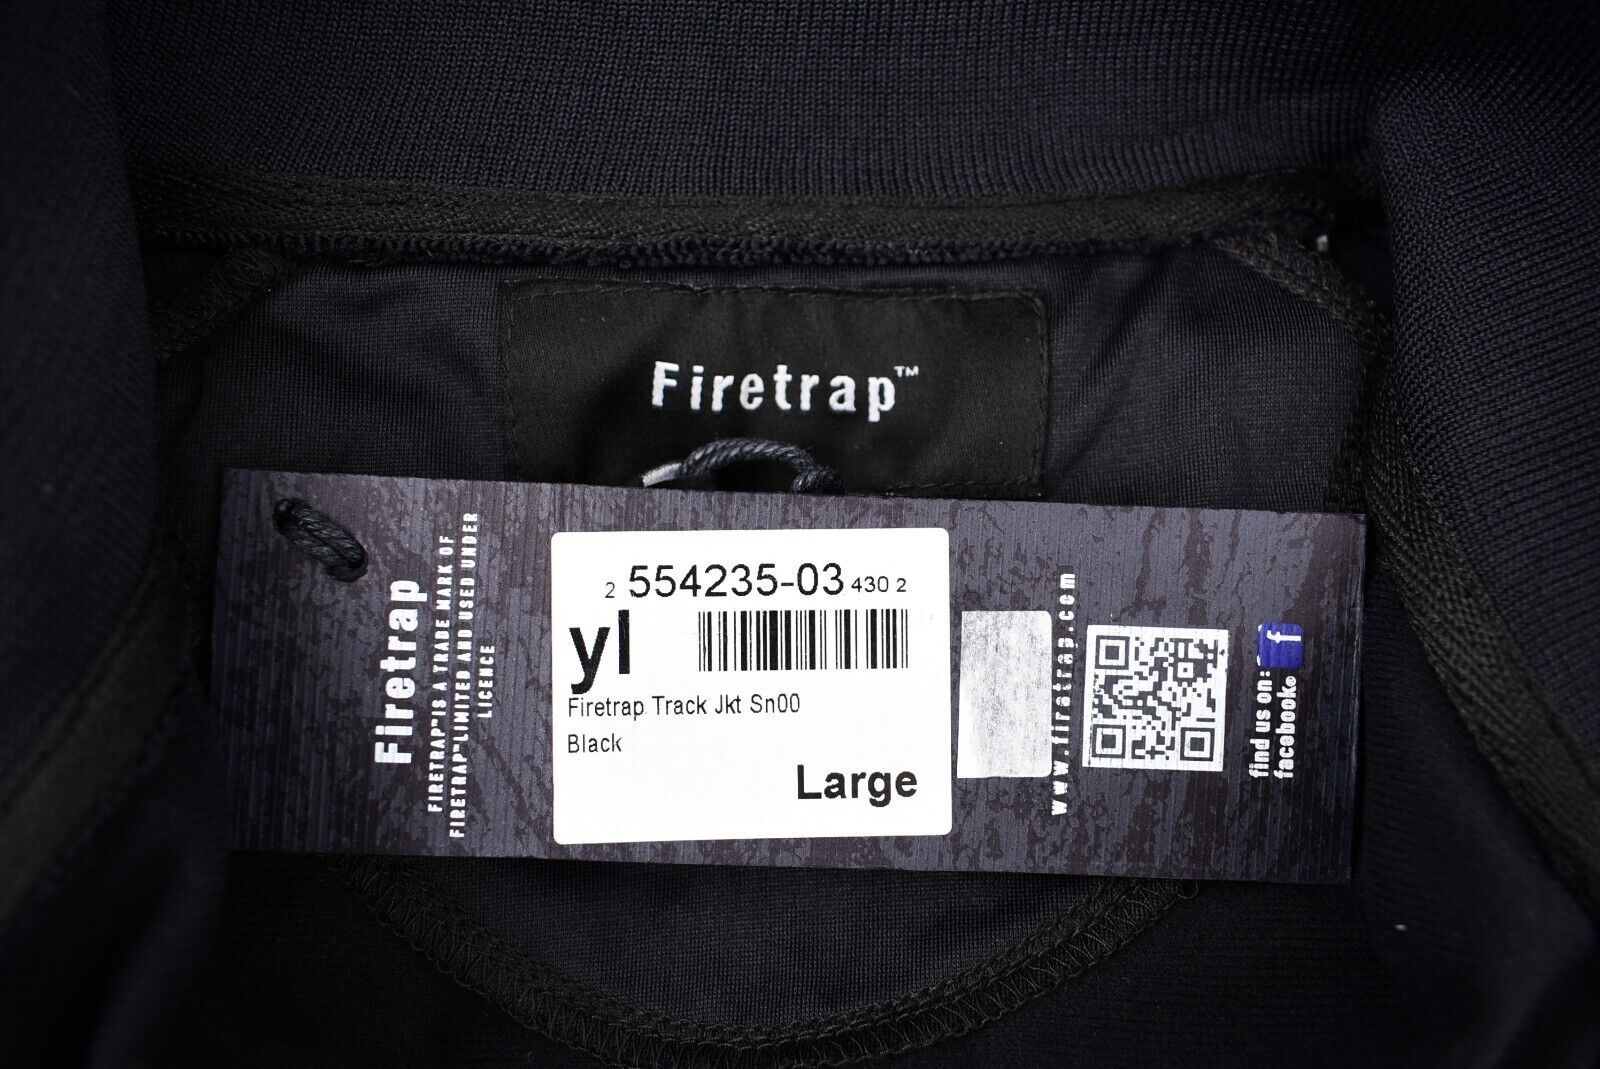 Firetrap™
Firetrap
FIRETRAP™IS A TRADE MARK OF
FIRETRAP™LIMITED AND USED UNDER
LICENCE
2 554235-03 430 2
yl
Firetrap Track Jkt Sn00
Black
Large
www.firetrap.com
find us on: f
facebook®